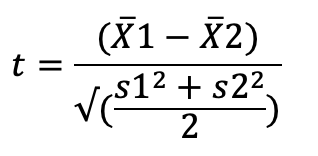 t = (X̄1 − X̄2) / √((s1² + s2²) / 2)